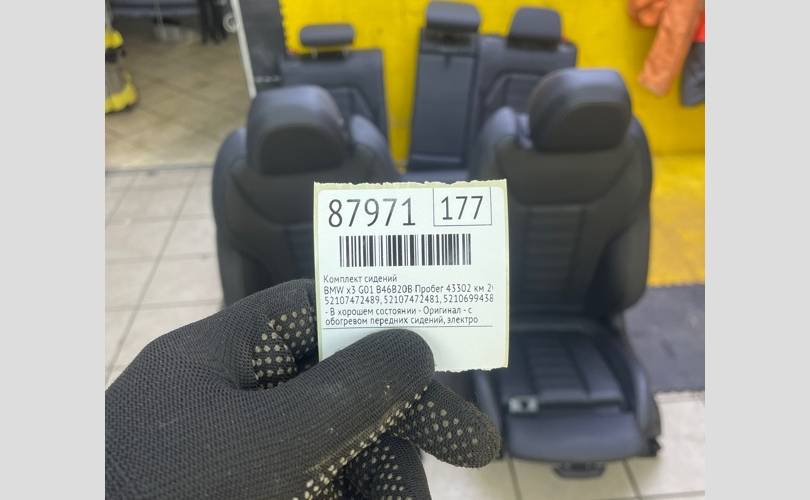 87971 177
Комплект сидений
BMW x3 G01 B46B20B Пробег 43302 км
52107472489, 52107472481, 5210699438
- В хорошем состоянии - Оригинал - с
обогревом передних сидений, электро